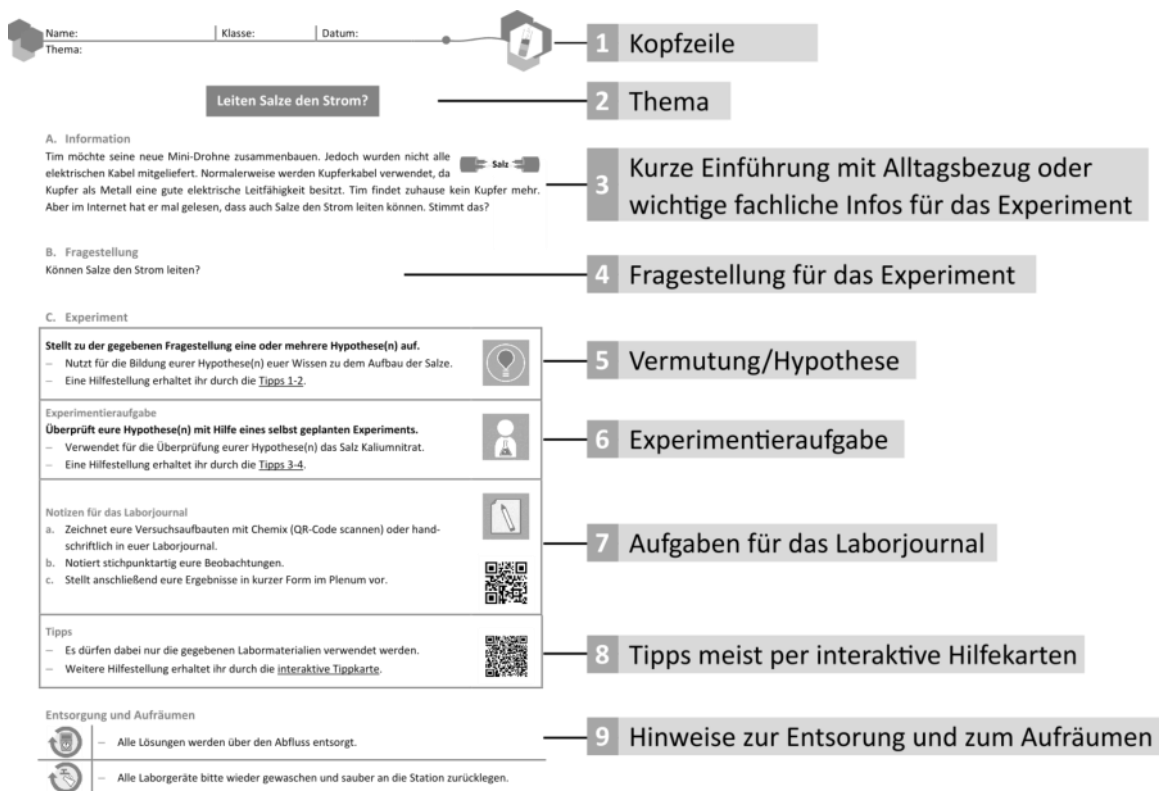 Name: Klasse: Datum:
Thema:
1 Kopfzeile
Leiten Salze den Strom?
2 Thema
A. Information
Tim möchte seine neue Mini-Drohne zusammenbauen. Jedoch wurden nicht alle
elektrischen Kabel mitgeliefert. Normalerweise werden Kupferkabel verwendet, da
Kupfer als Metall eine gute elektrische Leitfähigkeit besitzt. Tim findet zuhause kein Kupfer mehr.
Aber im Internet hat er mal gelesen, dass auch Salze den Strom leiten können. Stimmt das?
Salz
3 Kurze Einführung mit Alltagsbezug oder
wichtige fachliche Infos für das Experiment
B. Fragestellung
Können Salze den Strom leiten?
4 Fragestellung für das Experiment
C. Experiment
Stellt zu der gegebenen Fragestellung eine oder mehrere Hypothese(n) auf.
– Nutzt für die Bildung eurer Hypothese(n) euer Wissen zu dem Aufbau der Salze.
– Eine Hilfestellung erhaltet ihr durch die Tipps 1-2.
5 Vermutung/Hypothese
Experimentieraufgabe
Überprüft eure Hypothese(n) mit Hilfe eines selbst geplanten Experiments.
– Verwendet für die Überprüfung eurer Hypothese(n) das Salz Kaliumnitrat.
– Eine Hilfestellung erhaltet ihr durch die Tipps 3-4.
6 Experimentieraufgabe
Notizen für das Laborjournal
a. Zeichnet eure Versuchsaufbauten mit Chemix (QR-Code scannen) oder hand-
schriftlich in euer Laborjournal.
b. Notiert stichpunktartig eure Beobachtungen.
c. Stellt anschließend eure Ergebnisse in kurzer Form im Plenum vor.
7 Aufgaben für das Laborjournal
Tipps
– Es dürfen dabei nur die gegebenen Labormaterialien verwendet werden.
– Weitere Hilfestellung erhaltet ihr durch die interaktive Tippkarte.
8 Tipps meist per interaktive Hilfekarten
Entsorgung und Aufräumen
– Alle Lösungen werden über den Abfluss entsorgt.
– Alle Laborgeräte bitte wieder gewaschen und sauber an die Station zurücklegen.
9 Hinweise zur Entsorung und zum Aufräumen